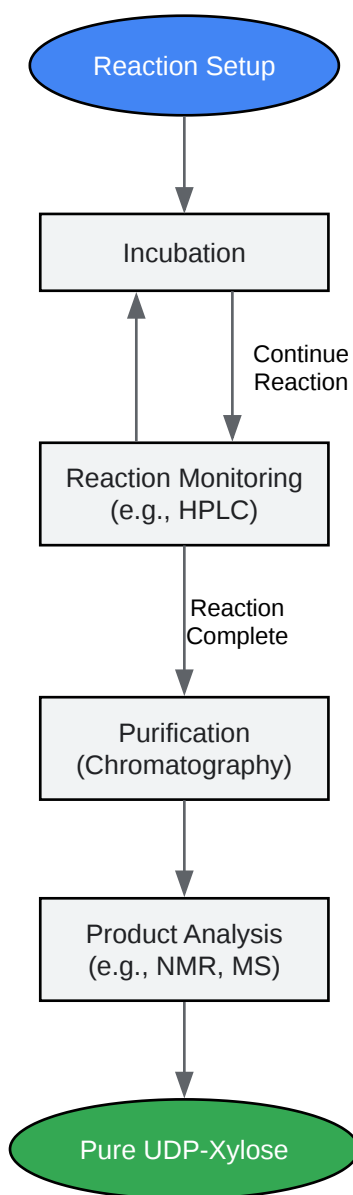 Reaction Setup
Incubation
Continue
Reaction
Reaction Monitoring
(e.g., HPLC)
Reaction
Complete
Purification
(Chromatography)
Product Analysis
(e.g., NMR, MS)
Pure UDP-Xylose